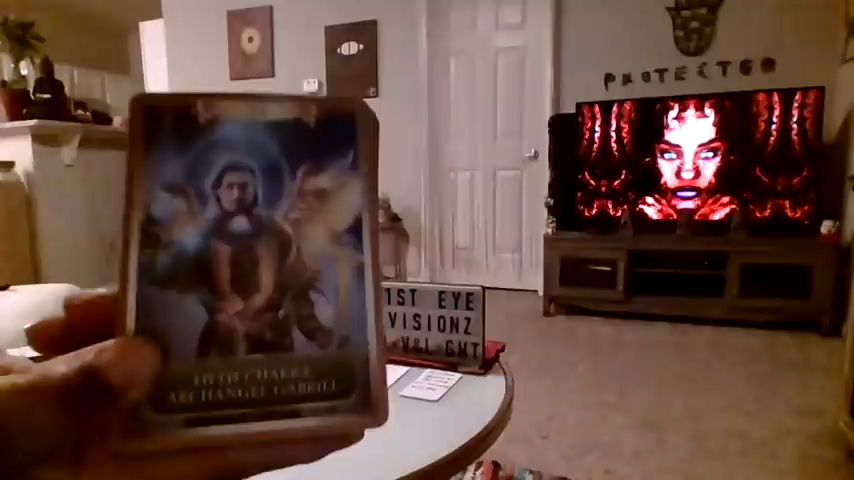 PROTECTOR
FIFTH CHAKRA
ARCHANGEL GABRIEL
1ST EYE
VISIONZ